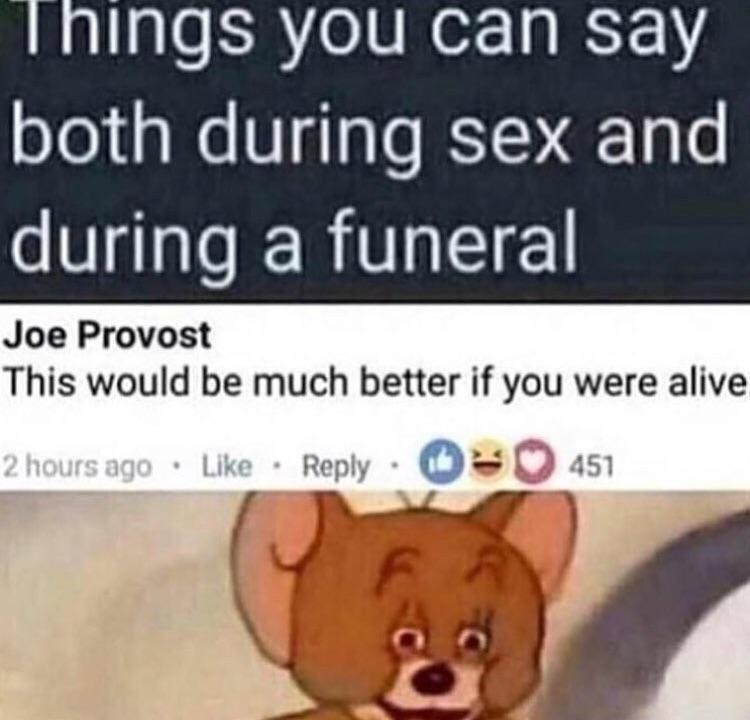 Things you can say
both during sex and
during a funeral
Joe Provost
This would be much better if you were alive
2 hours ago · Like · Reply · 451